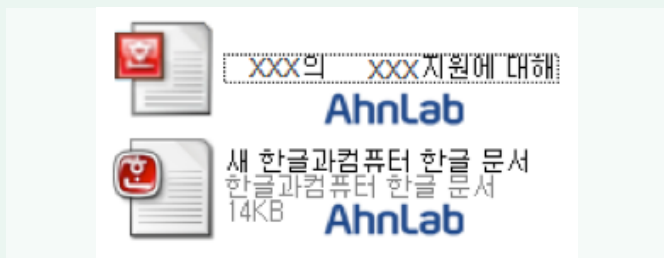 XXX의 XXX지원에 대해
AhnLab
새 한글과컴퓨터 한글 문서
한글과컴퓨터 한글 문서
14KB
AhnLab